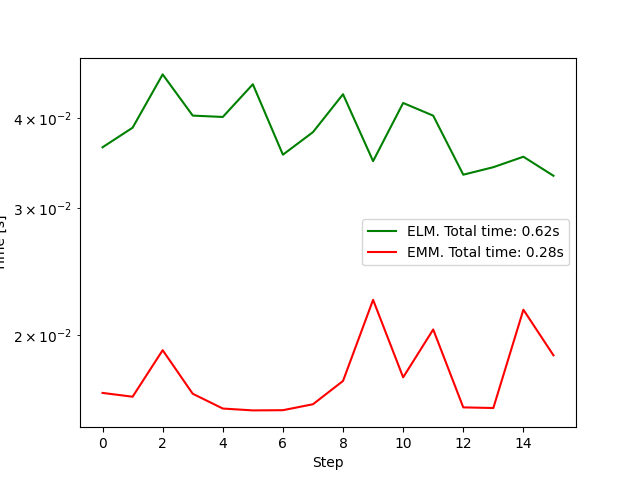 4 × 10⁻²
3 × 10⁻²
2 × 10⁻²
Time [s]
ELM. Total time: 0.62s
EMM. Total time: 0.28s
0 2 4 6 8 10 12 14
Step